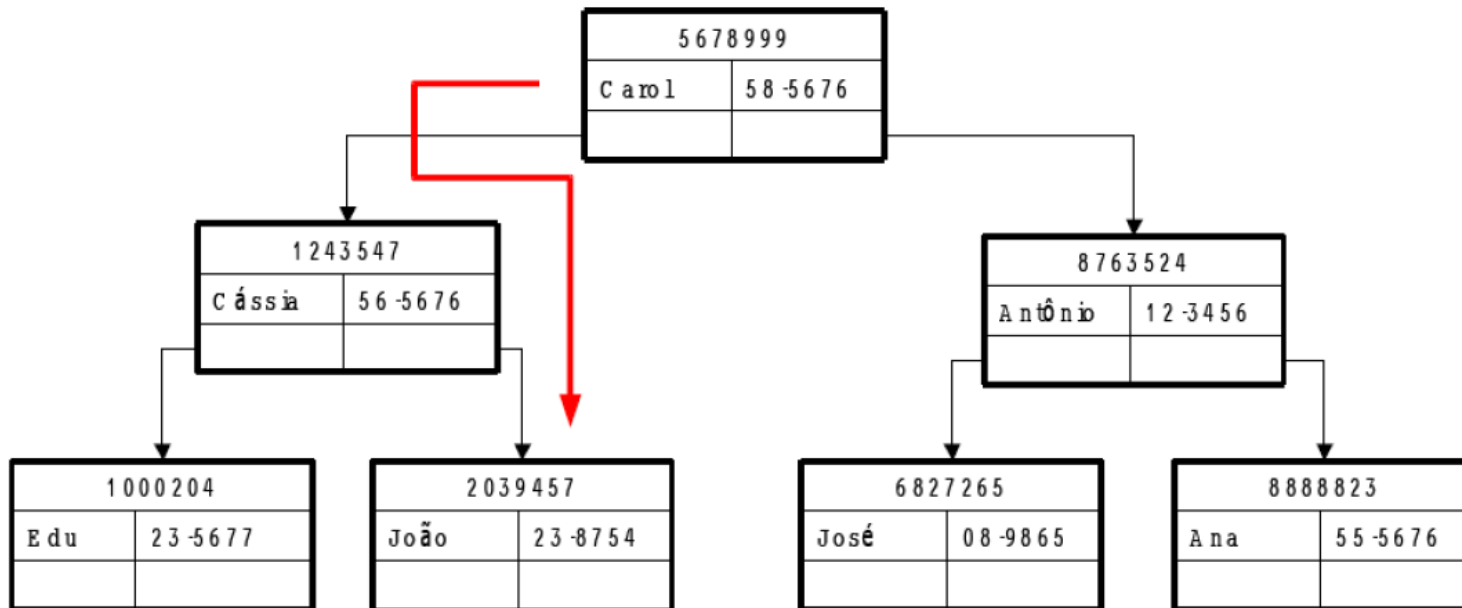 5678999
Carol 58-5676
1243547
Cássia 56-5676
8763524
Antônio 12-3456
1000204
Edu 23-5677
2039457
João 23-8754
6827265
José 08-9865
8888823
Ana 55-5676